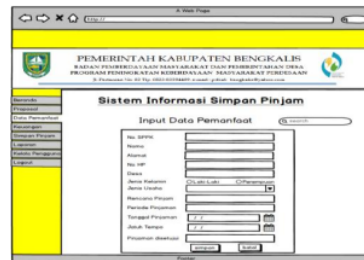 A Web Page
http://
PEMERINTAH KABUPATEN BENGKALIS
BADAN PEMBERDAYAAN MASYARAKAT DAN PEMERINTAHAN DESA
PROGRAM PENINGKATAN KEBERDAYAAN MASYARAKAT PERDESAAN
Beranda
Proposal
Data Pemanfaat
Keuangan
Simpan Pinjam
Laporan
Kelola Pengguna
Logout
Sistem Informasi Simpan Pinjam
Input Data Pemanfaat
search
No. SPPK
Nama
Alamat
No. HP
Desa
Jenis Kelamin Laki-Laki Perempuan
Jenis Usaha
Rencana Pinjam
Periode Pinjaman
Tanggal Pinjaman / /
Jatuh Tempo / /
Pinjaman disetujui
simpan batal
Footer